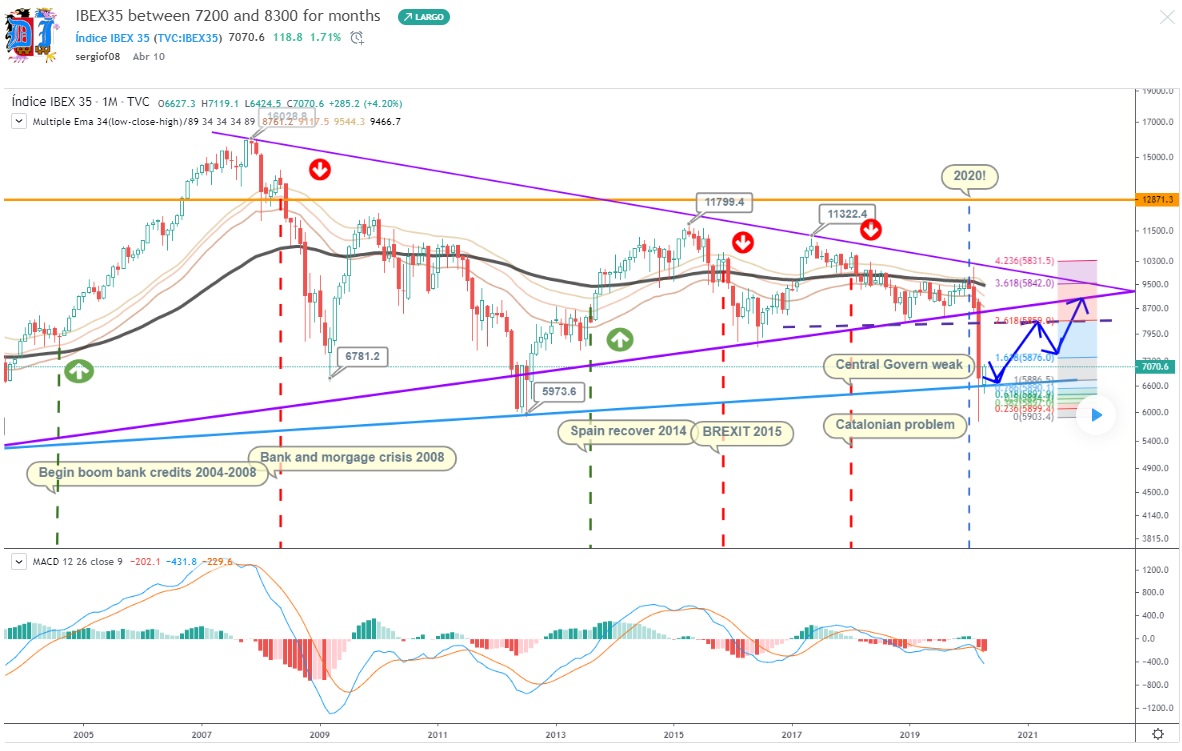 IBEX35 between 7200 and 8300 for months
LARGO
Índice IBEX 35 (TVC:IBEX35) 7070.6 118.8 1.71%
sergiof08 Abr 10
Índice IBEX 35 · 1M · TVC O6627.3 H7119.1 L6424.5 C7070.6 +285.2 (+4.20%)
Multiple Ema 34(low-close-high)/89 34 34 34 89 8761.2 9117.5 9544.3 9466.7
16028.8
11799.4
11322.4
2020!
6781.2
5973.6
4.236(5831.5)
3.618(5842.0)
2.618(5859.0)
1.618(5876.0)
1(5886.5)
0.236(5899.4)
0(5903.4)
Central Govern weak
Catalonian problem
Spain recover 2014
BREXIT 2015
Bank and morgage crisis 2008
Begin boom bank credits 2004-2008
19000.0
17000.0
15000.0
12871.3
11500.0
10300.0
9500.0
8700.0
7950.0
7070.6
6600.0
6000.0
5400.0
4900.0
4500.0
4140.0
3815.0
MACD 12 26 close 9 −202.1 −431.8 −229.6
1200.0
800.0
400.0
0.0
−400.0
−800.0
−1200.0
2005 2007 2009 2011 2013 2015 2017 2019 2021